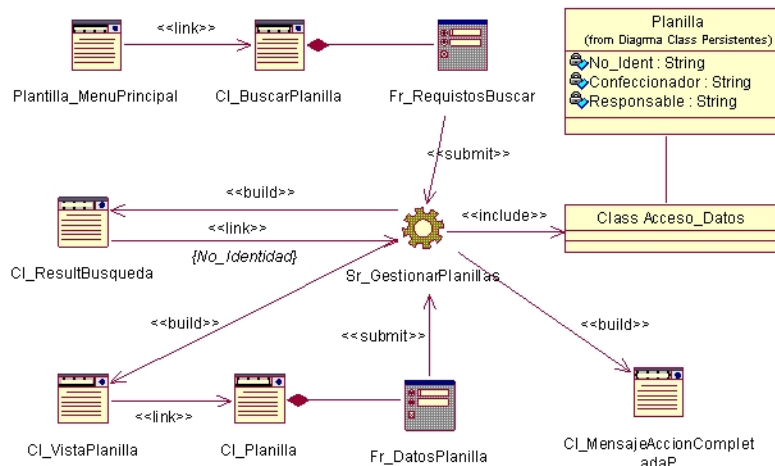 Planilla
(from Diagrma Class Persistentes)
No_Ident : String
Confeccionador : String
Responsable : String
<<link>>
Plantilla_MenuPrincipal
Cl_BuscarPlanilla
Fr_RequistosBuscar
<<submit>>
<<build>>
<<link>>
{No_Identidad}
Cl_ResultBusqueda
<<include>>
Class Acceso_Datos
Sr_GestionarPlanillas
<<build>>
<<submit>>
<<build>>
<<link>>
Cl_VistaPlanilla
Cl_Planilla
Fr_DatosPlanilla
Cl_MensajeAccionComplet
adaP